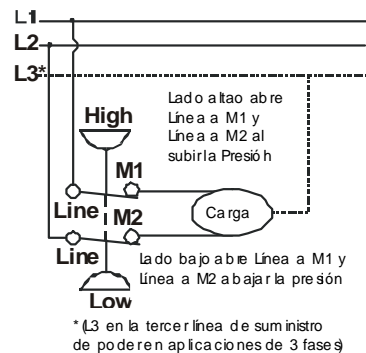 L1
L2
L3*
Lado altao abre
Línea a M1 y
Línea a M2 al
subir la Presióh
High
M1
Line
M2
Carga
Line
Lado bajo abre Línea a M1 y
Línea a M2 abajar la presión
Low
*(L3 en la tercer línea de suministro
de poder en aplicaciones de 3 fases)